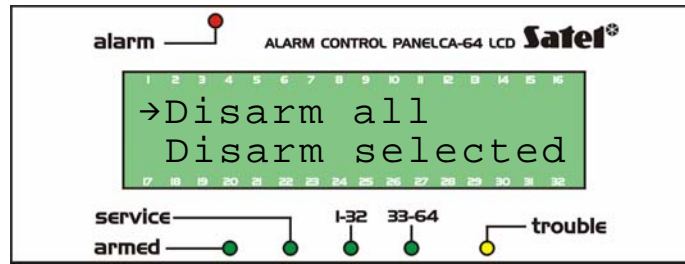 alarm
ALARM CONTROL PANELCA-64 LCD Satel®
1 2 3 4 5 6 7 8 9 10 11 12 13 14 15 16
→Disarm all
Disarm selected
17 18 19 20 21 22 23 24 25 26 27 28 29 30 31 32
service 1-32 33-64 trouble
armed